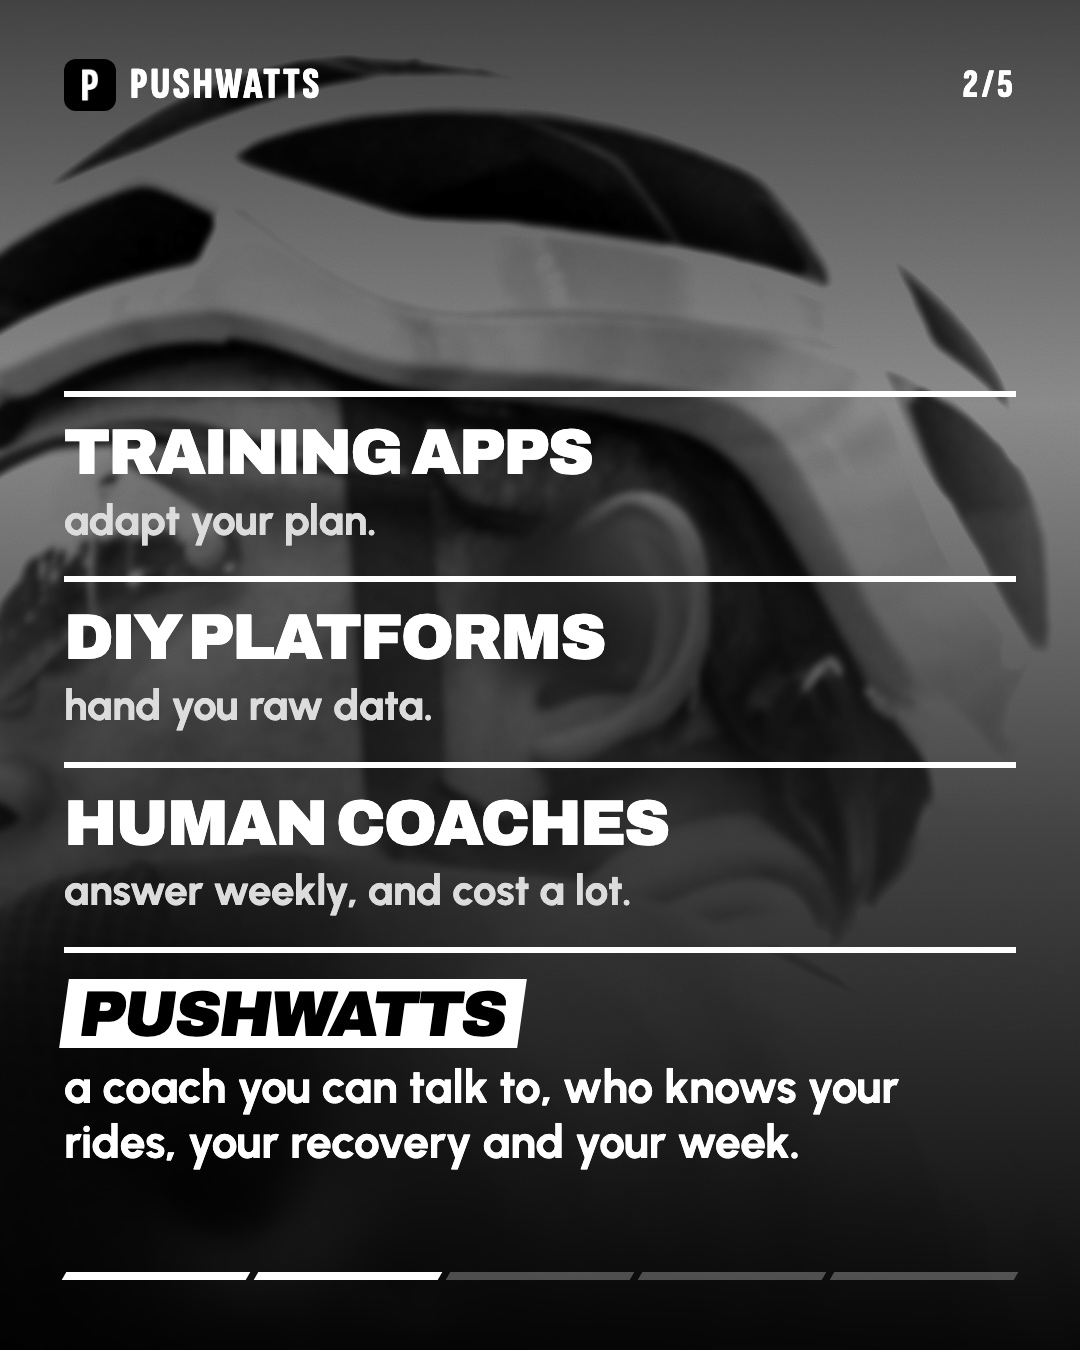 P PUSHWATTS
2/5
TRAINING APPS
adapt your plan.
DIY PLATFORMS
hand you raw data.
HUMAN COACHES
answer weekly, and cost a lot.
PUSHWATTS
a coach you can talk to, who knows your
rides, your recovery and your week.